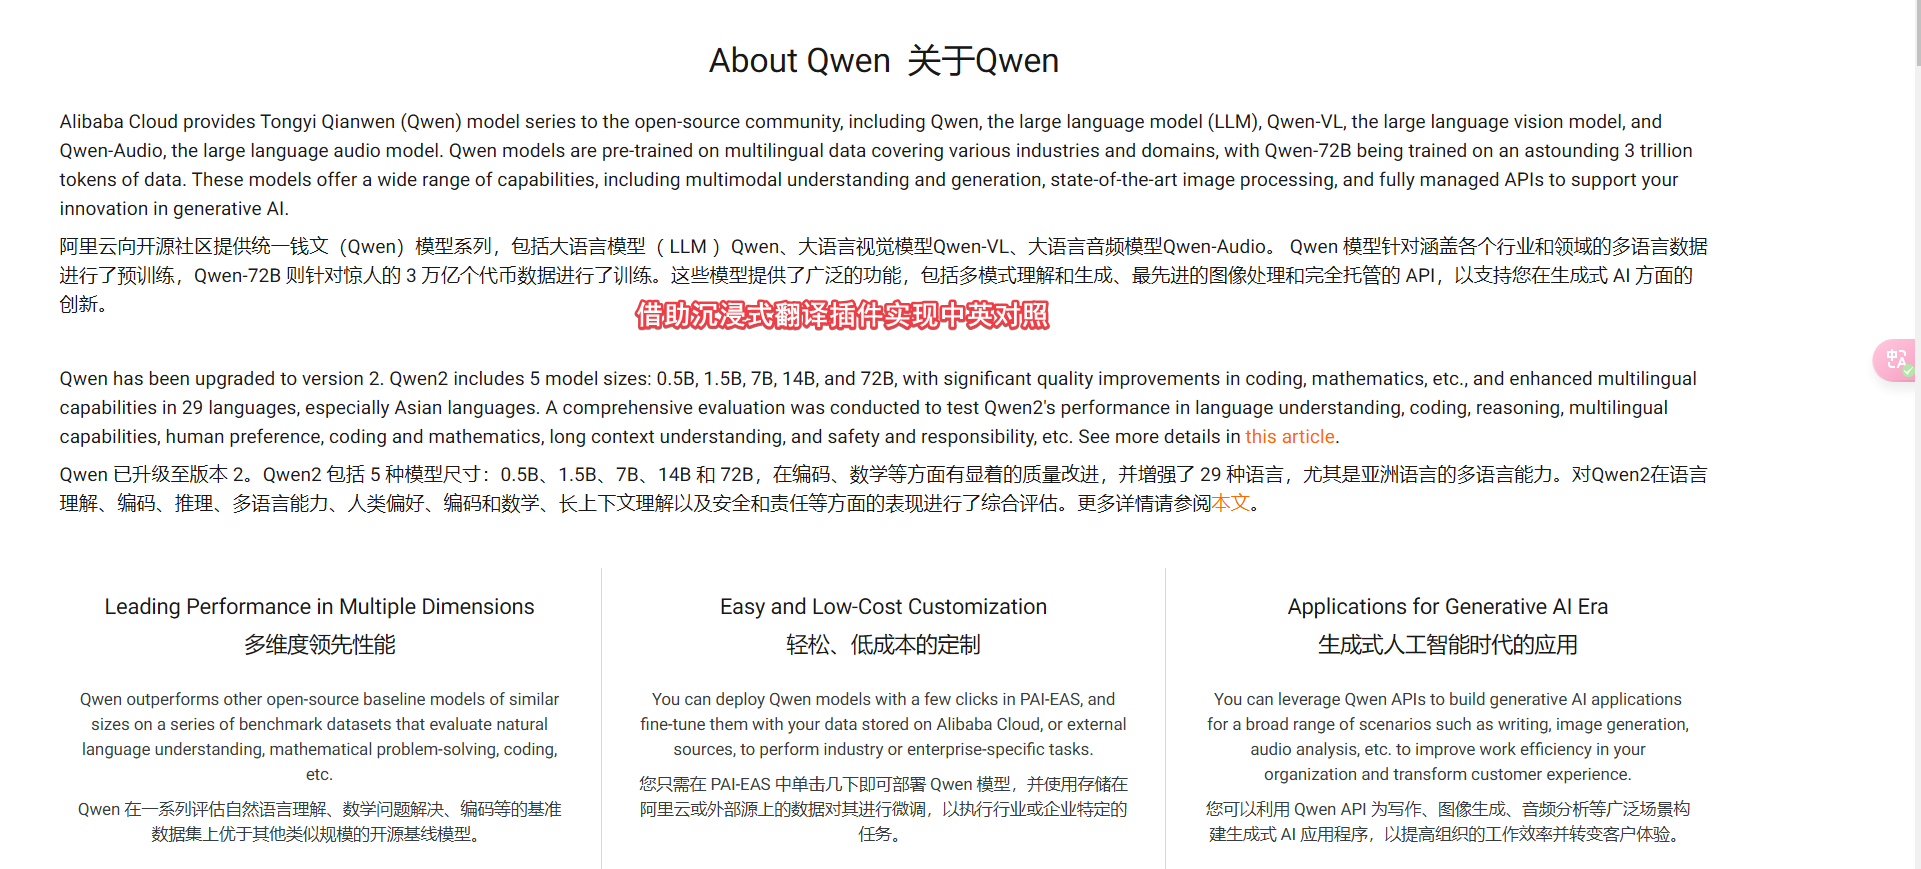 About Qwen 关于Qwen
Alibaba Cloud provides Tongyi Qianwen (Qwen) model series to the open-source community, including Qwen, the large language model (LLM), Qwen-VL, the large language vision model, and
Qwen-Audio, the large language audio model. Qwen models are pre-trained on multilingual data covering various industries and domains, with Qwen-72B being trained on an astounding 3 trillion
tokens of data. These models offer a wide range of capabilities, including multimodal understanding and generation, state-of-the-art image processing, and fully managed APIs to support your
innovation in generative AI.
阿里云向开源社区提供统一钱文（Qwen）模型系列，包括大语言模型（ LLM ）Qwen、大语言视觉模型Qwen-VL、大语言音频模型Qwen-Audio。 Qwen 模型针对涵盖各个行业和领域的多语言数据
进行了预训练，Qwen-72B 则针对惊人的 3 万亿个代币数据进行了训练。这些模型提供了广泛的功能，包括多模式理解和生成、最先进的图像处理和完全托管的 API，以支持您在生成式 AI 方面的
创新。
借助沉浸式翻译插件实现中英对照
Qwen has been upgraded to version 2. Qwen2 includes 5 model sizes: 0.5B, 1.5B, 7B, 14B, and 72B, with significant quality improvements in coding, mathematics, etc., and enhanced multilingual
capabilities in 29 languages, especially Asian languages. A comprehensive evaluation was conducted to test Qwen2's performance in language understanding, coding, reasoning, multilingual
capabilities, human preference, coding and mathematics, long context understanding, and safety and responsibility, etc. See more details in this article.
Qwen 已升级至版本 2。Qwen2 包括 5 种模型尺寸：0.5B、1.5B、7B、14B 和 72B，在编码、数学等方面有显着的质量改进，并增强了 29 种语言，尤其是亚洲语言的多语言能力。对Qwen2在语言
理解、编码、推理、多语言能力、人类偏好、编码和数学、长上下文理解以及安全和责任等方面的表现进行了综合评估。更多详情请参阅本文。
Leading Performance in Multiple Dimensions
多维度领先性能
Qwen outperforms other open-source baseline models of similar
sizes on a series of benchmark datasets that evaluate natural
language understanding, mathematical problem-solving, coding,
etc.
Qwen 在一系列评估自然语言理解、数学问题解决、编码等的基准
数据集上优于其他类似规模的开源基线模型。
Easy and Low-Cost Customization
轻松、低成本的定制
You can deploy Qwen models with a few clicks in PAI-EAS, and
fine-tune them with your data stored on Alibaba Cloud, or external
sources, to perform industry or enterprise-specific tasks.
您只需在 PAI-EAS 中单击几下即可部署 Qwen 模型，并使用存储在
阿里云或外部源上的数据对其进行微调，以执行行业或企业特定的
任务。
Applications for Generative AI Era
生成式人工智能时代的应用
You can leverage Qwen APIs to build generative AI applications
for a broad range of scenarios such as writing, image generation,
audio analysis, etc. to improve work efficiency in your
organization and transform customer experience.
您可以利用 Qwen API 为写作、图像生成、音频分析等广泛场景构
建生成式 AI 应用程序，以提高组织的工作效率并转变客户体验。